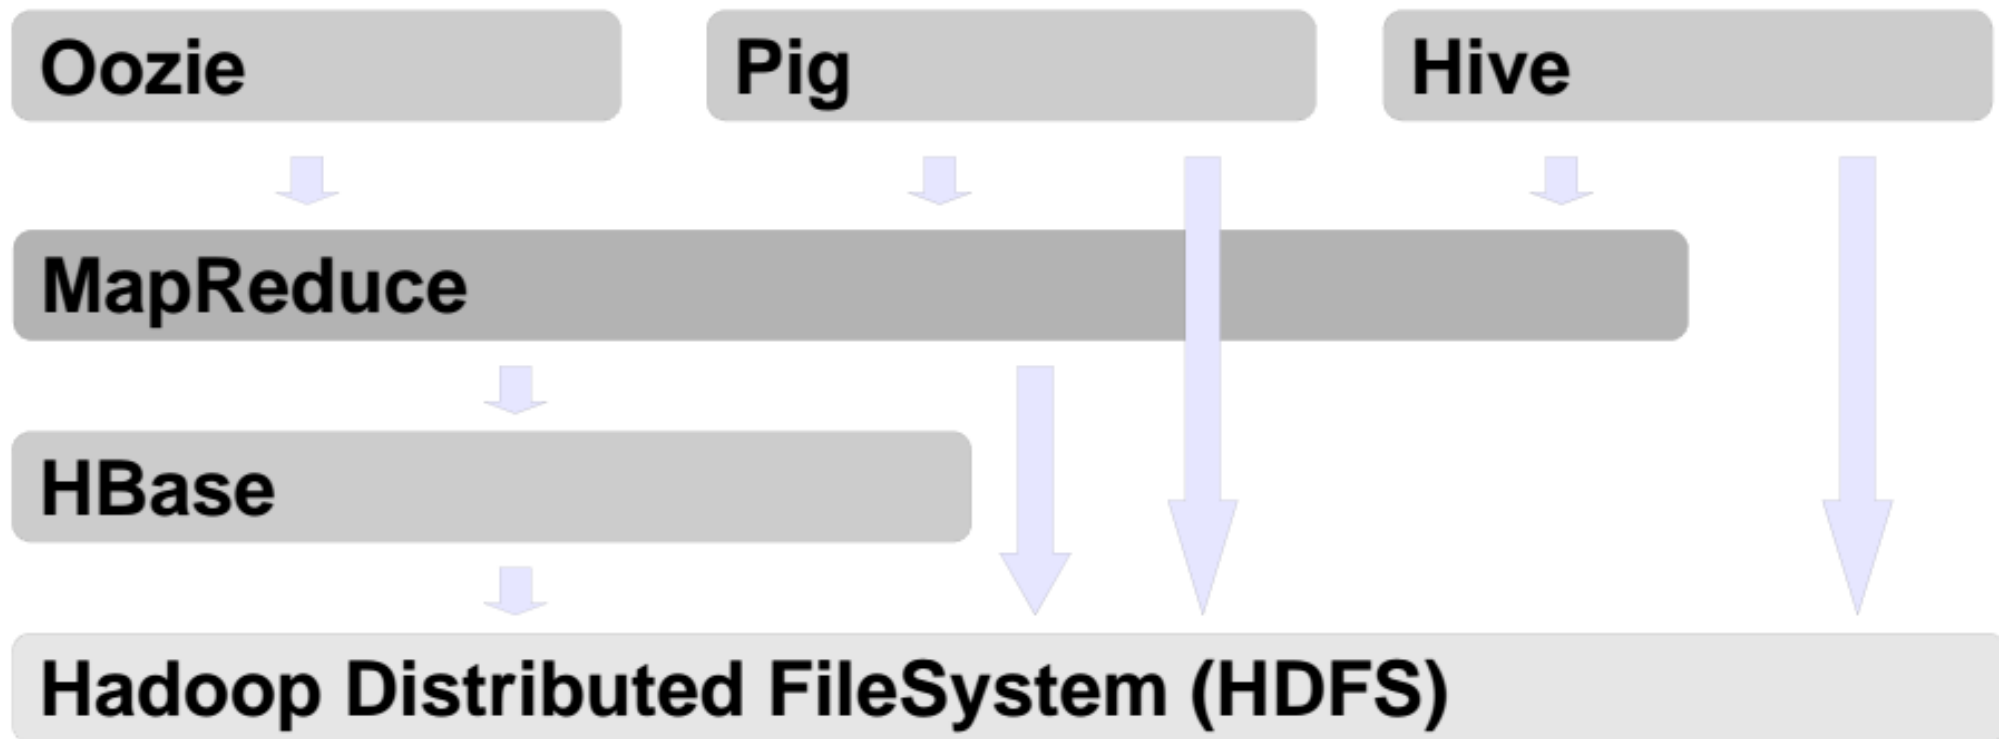 Oozie
Pig
Hive
MapReduce
HBase
Hadoop Distributed FileSystem (HDFS)